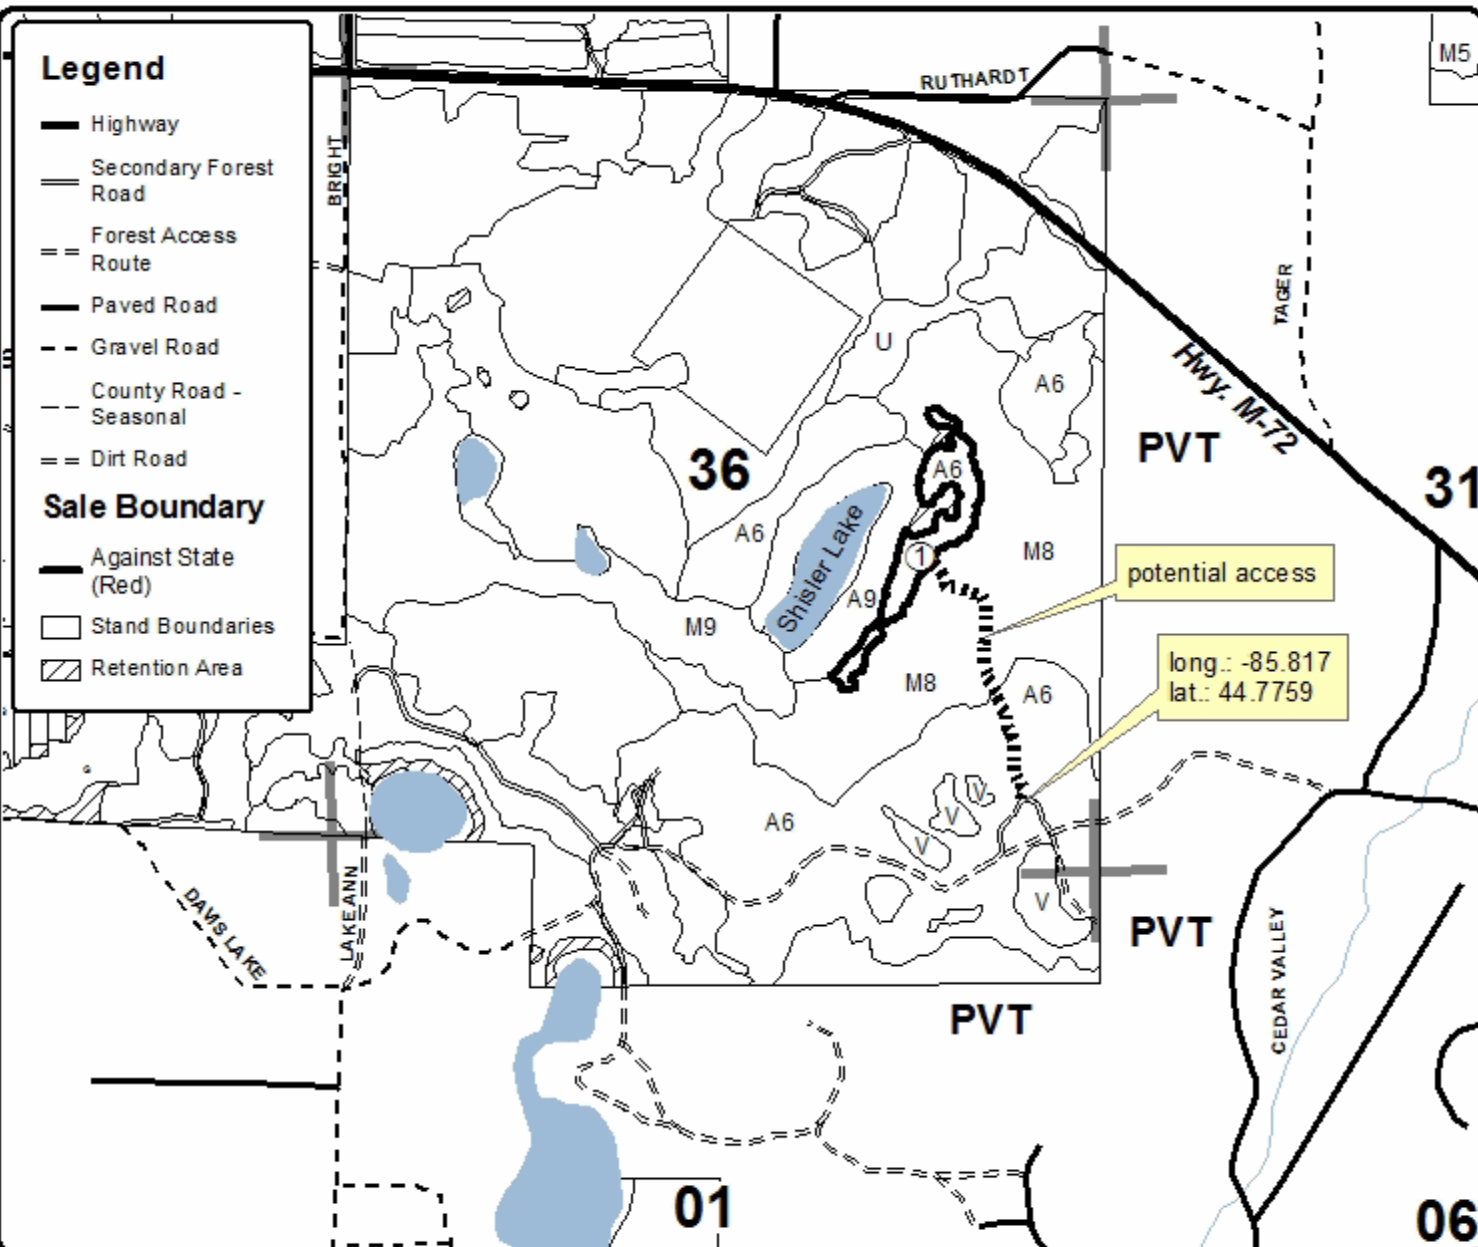 Legend
Highway
Secondary Forest
Road
Forest Access
Route
Paved Road
Gravel Road
County Road -
Seasonal
Dirt Road
Sale Boundary
Against State
(Red)
Stand Boundaries
Retention Area
BRIGHT
RUTHARDT
M5
TAGER
U
A6
Hwy. M-72
PVT
36
A6
31
A6
Shisler Lake
1
M8
potential access
A9
M9
long.: -85.817
lat.: 44.7759
M8
A6
V
V
A6
V
V
DAVIS LAKE
LAKE ANN
PVT
CEDAR VALLEY
PVT
01
06